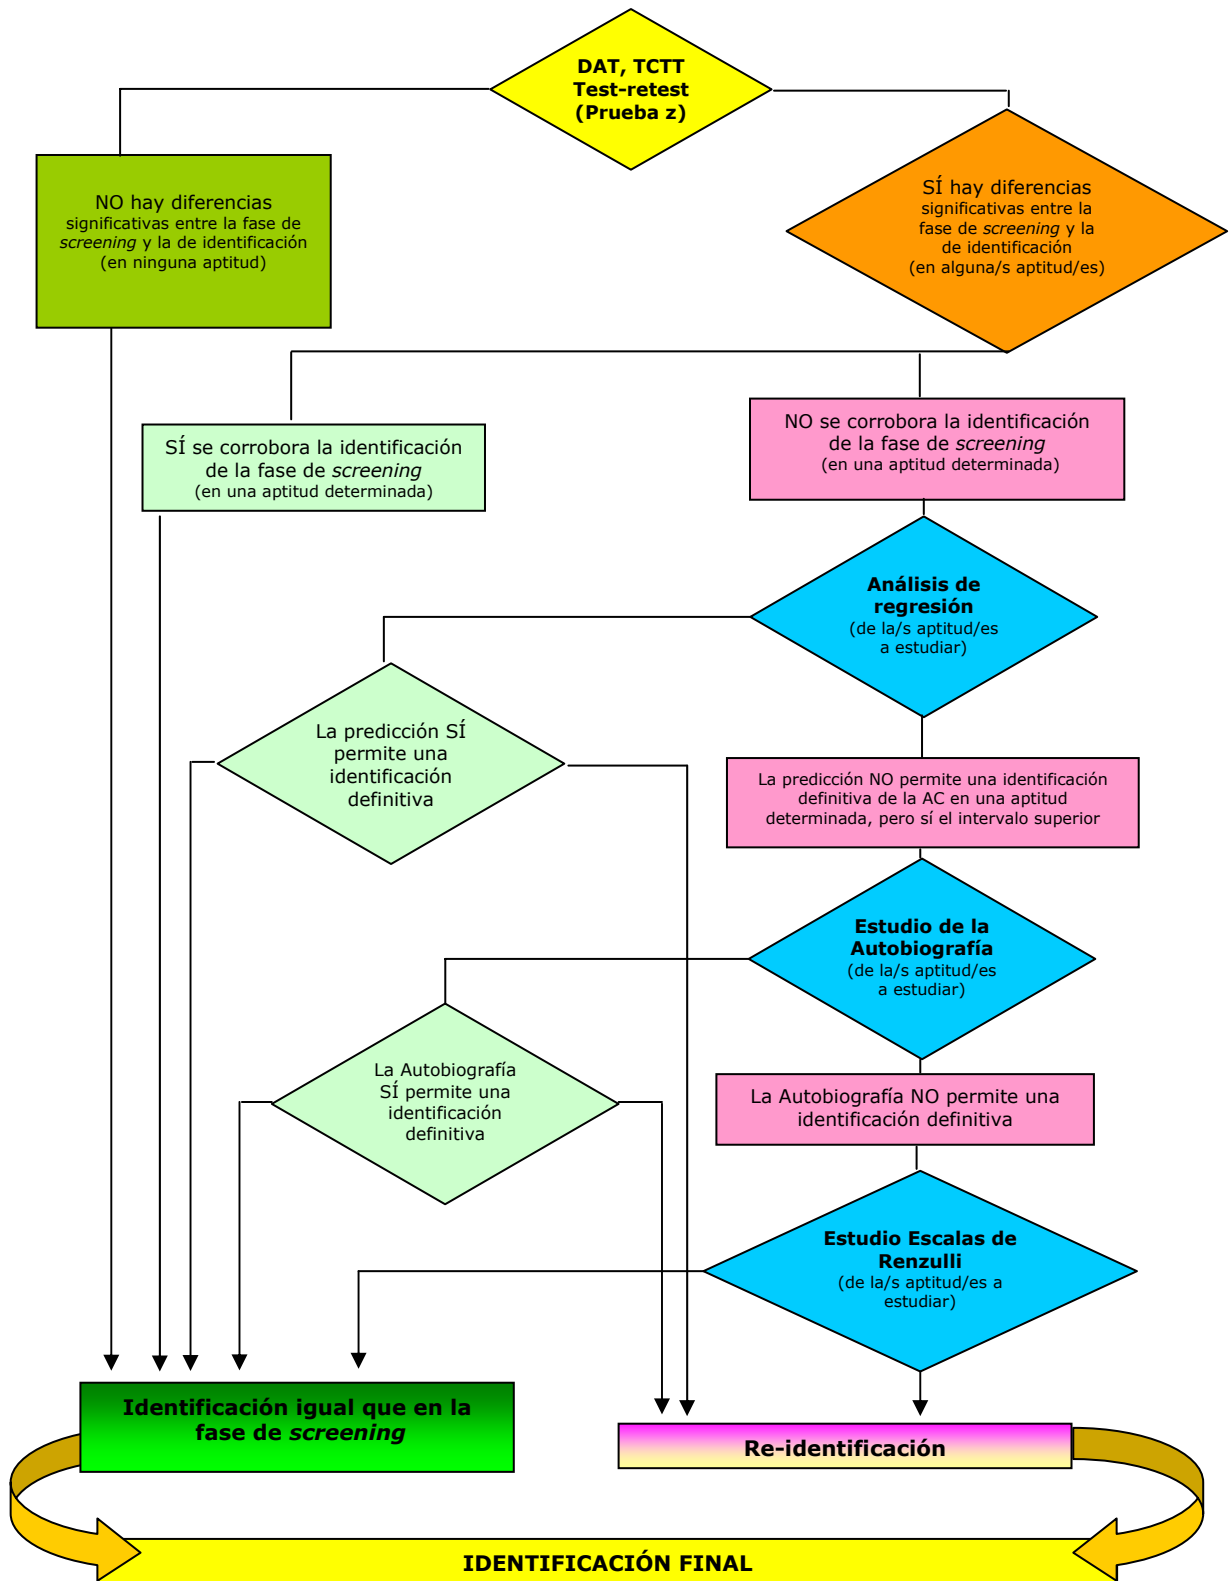 DAT, TCTT
Test-retest
(Prueba z)
NO hay diferencias
significativas entre la fase de
screening y la de identificación
(en ninguna aptitud)
SÍ hay diferencias
significativas entre la
fase de screening y la
de identificación
(en alguna/s aptitud/es)
SÍ se corrobora la identificación
de la fase de screening
(en una aptitud determinada)
NO se corrobora la identificación
de la fase de screening
(en una aptitud determinada)
Análisis de
regresión
(de la/s aptitud/es
a estudiar)
La predicción SÍ
permite una
identificación
definitiva
La predicción NO permite una identificación
definitiva de la AC en una aptitud
determinada, pero sí el intervalo superior
Estudio de la
Autobiografía
(de la/s aptitud/es
a estudiar)
La Autobiografía
SÍ permite una
identificación
definitiva
La Autobiografía NO permite una
identificación definitiva
Estudio Escalas de
Renzulli
(de la/s aptitud/es a
estudiar)
Identificación igual que en la
fase de screening
Re-identificación
IDENTIFICACIÓN FINAL